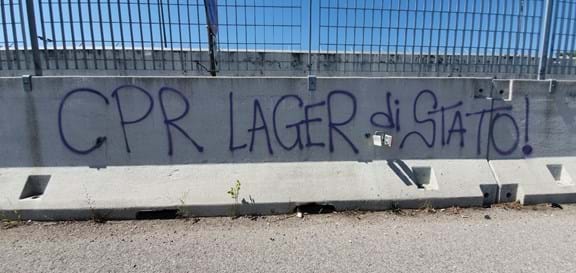 CPR LAGER di STATO!